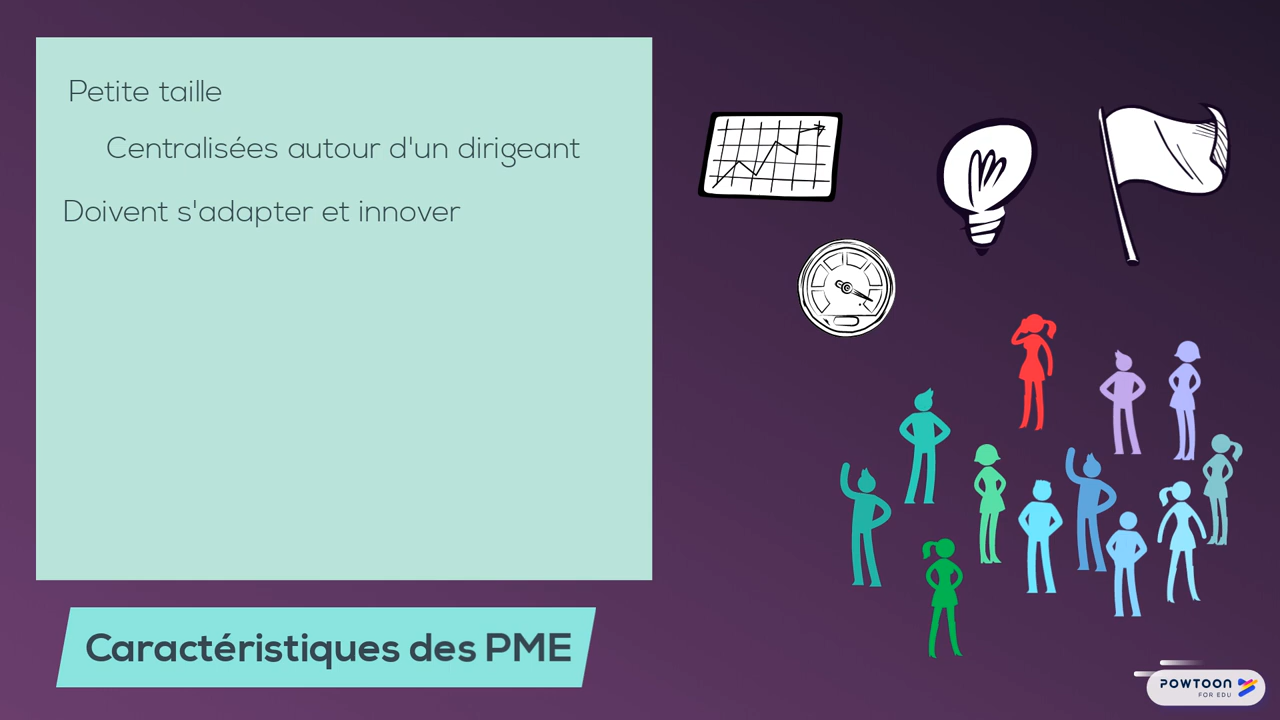 Petite taille
Centralisées autour d'un dirigeant
Doivent s'adapter et innover
Caractéristiques des PME
POWTOON
FOR EDU